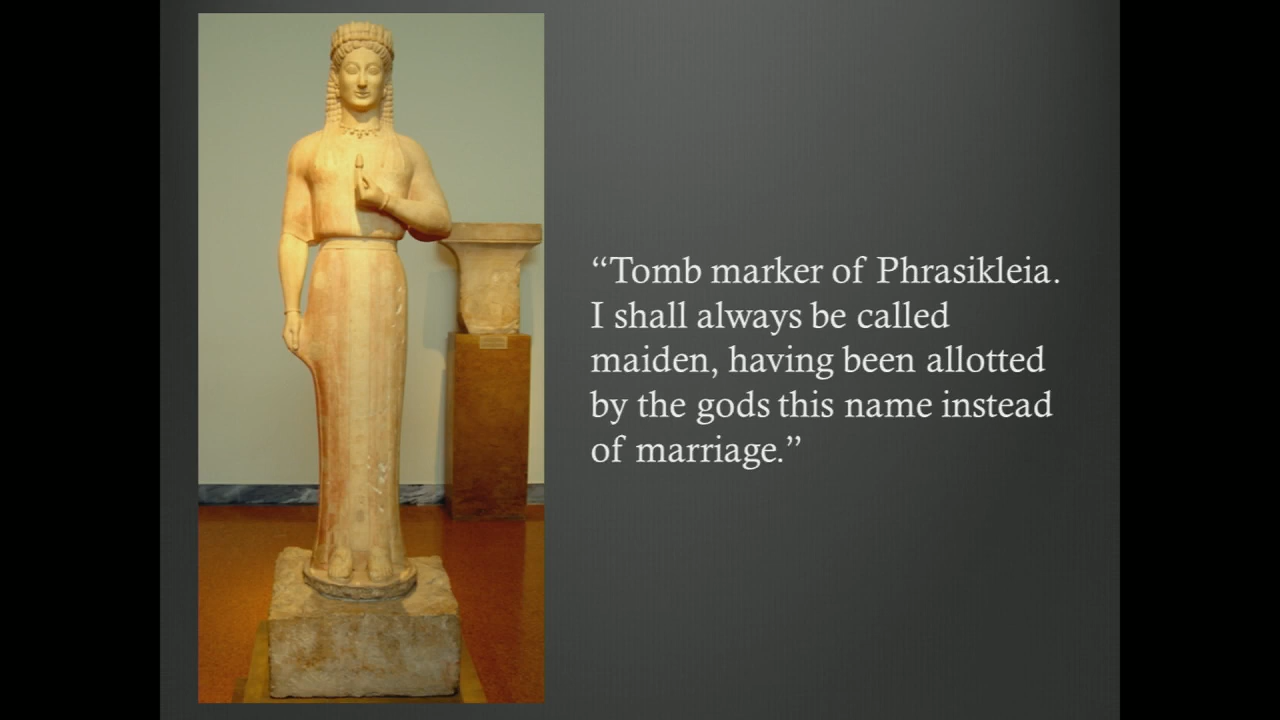 “Tomb marker of Phrasikleia.
I shall always be called
maiden, having been allotted
by the gods this name instead
of marriage.”